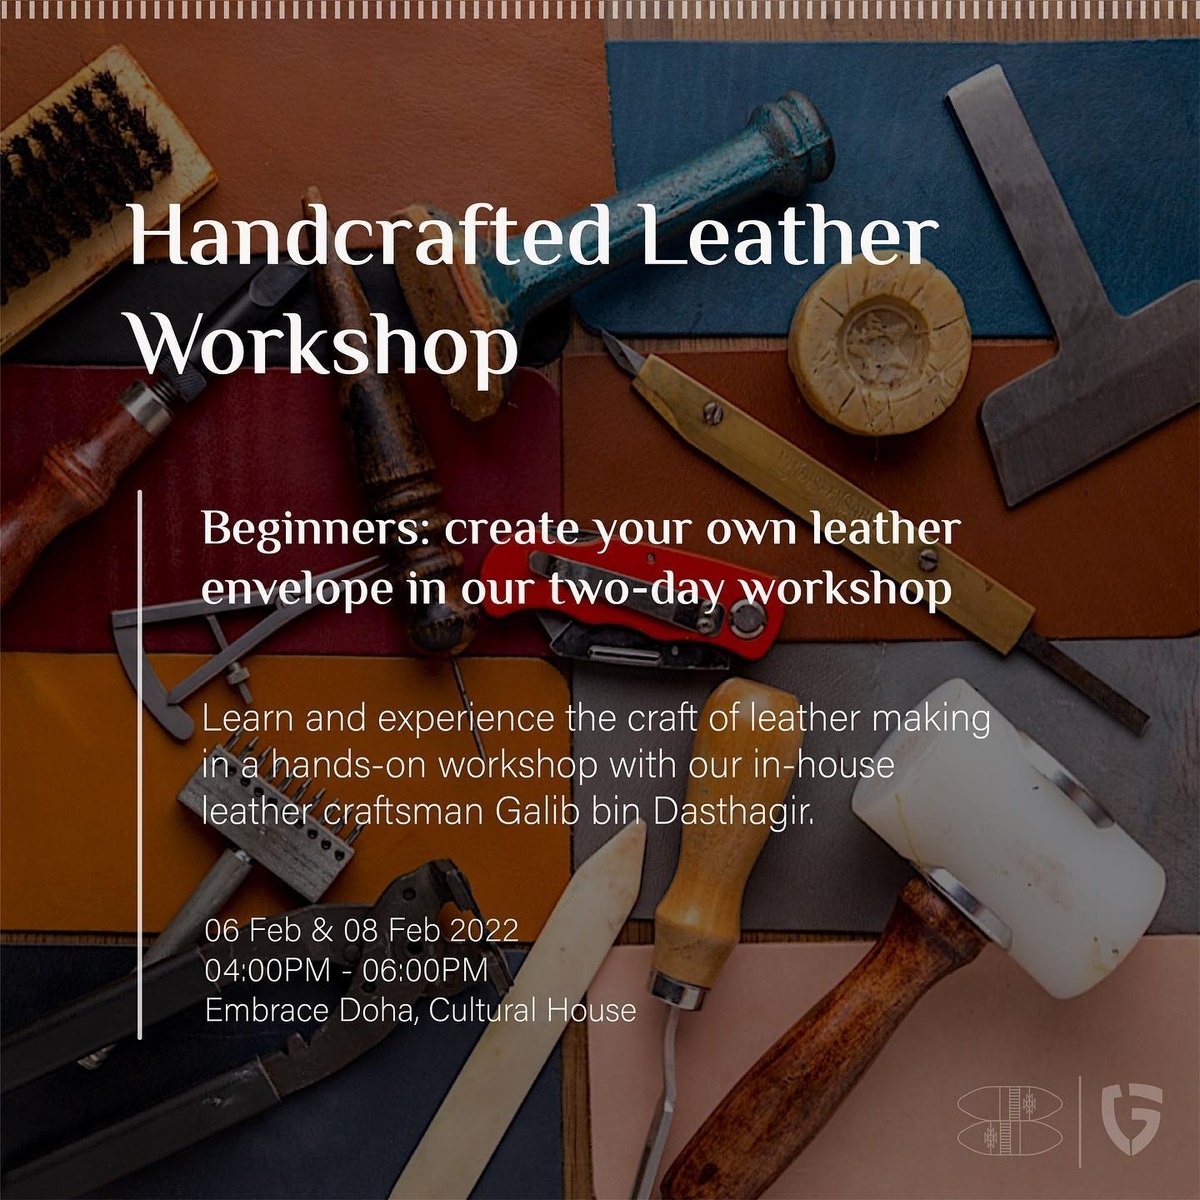 Handcrafted Leather
Workshop
Beginners: create your own leather
envelope in our two-day workshop
Learn and experience the craft of leather making
in a hands-on workshop with our in-house
leather craftsman Galib bin Dasthagir.
06 Feb & 08 Feb 2022
04:00PM - 06:00PM
Embrace Doha, Cultural House